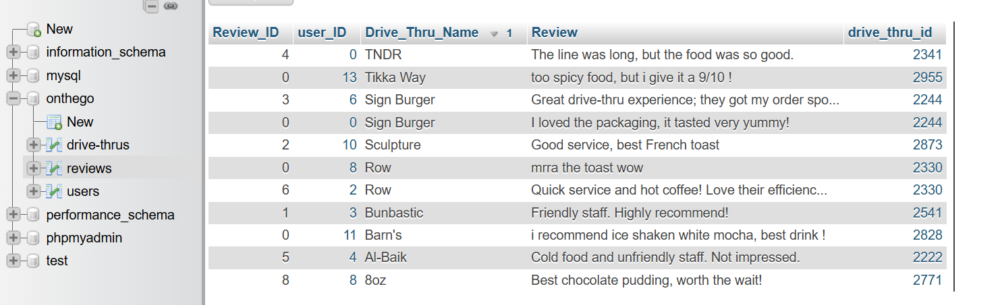 New
information_schema
mysql
onthego
New
drive-thrus
reviews
users
performance_schema
phpmyadmin
test
Review_ID user_ID Drive_Thru_Name 1 Review drive_thru_id
4 0 TNDR The line was long, but the food was so good. 2341
0 13 Tikka Way too spicy food, but i give it a 9/10 ! 2955
3 6 Sign Burger Great drive-thru experience; they got my order spo... 2244
0 0 Sign Burger I loved the packaging, it tasted very yummy! 2244
2 10 Sculpture Good service, best French toast 2873
0 8 Row mrra the toast wow 2330
6 2 Row Quick service and hot coffee! Love their efficienc... 2330
1 3 Bunbastic Friendly staff. Highly recommend! 2541
0 11 Barn's i recommend ice shaken white mocha, best drink ! 2828
5 4 Al-Baik Cold food and unfriendly staff. Not impressed. 2222
8 8 8oz Best chocolate pudding, worth the wait! 2771